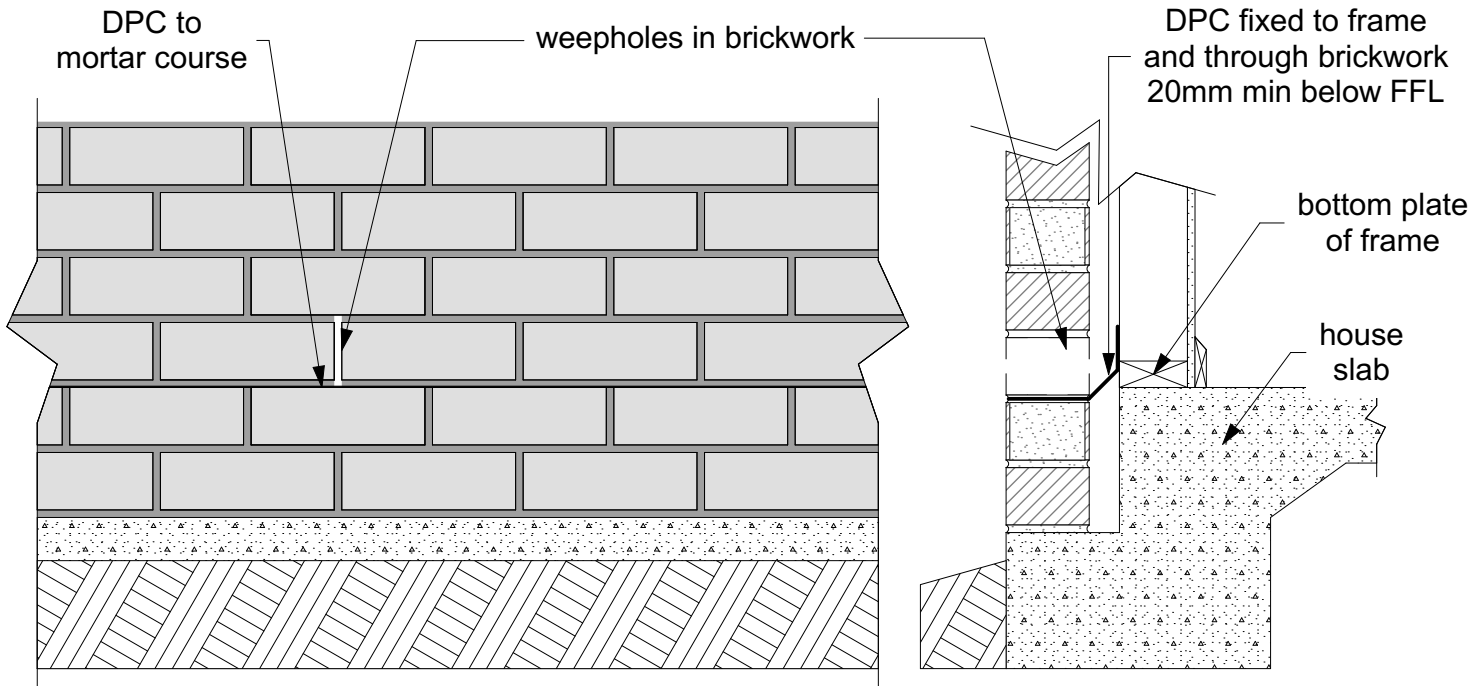 DPC to
mortar course
weepholes in brickwork
DPC fixed to frame
and through brickwork
20mm min below FFL
bottom plate
of frame
house
slab